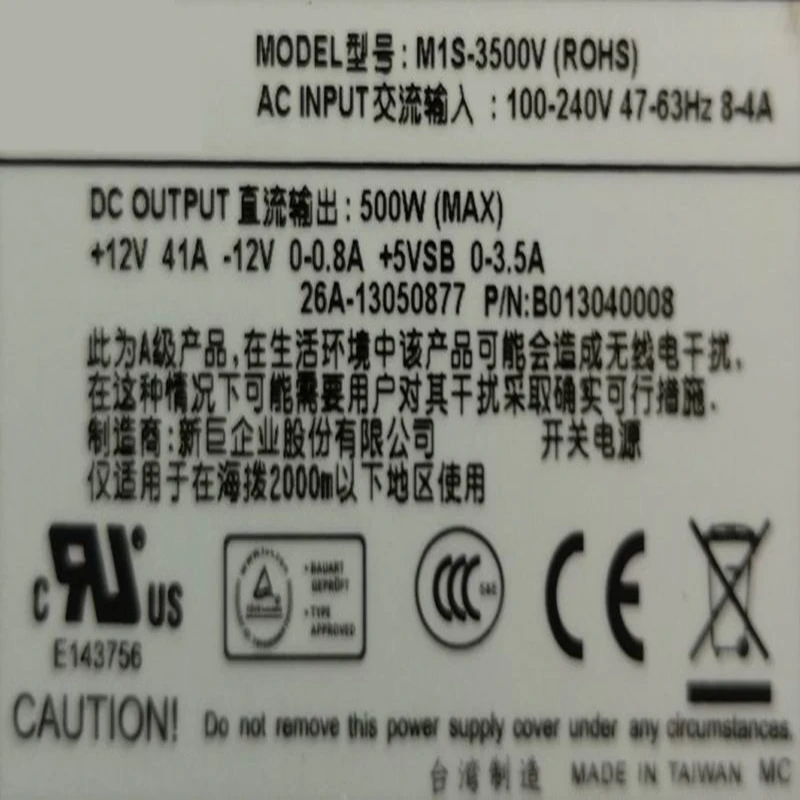 MODEL型号: M1S-3500V (ROHS)
AC INPUT交流输入 : 100-240V 47-63Hz 8-4A
DC OUTPUT 直流输出: 500W (MAX)
+12V 41A -12V 0-0.8A +5VSB 0-3.5A
26A-13050877 P/N:B013040008
此为A级产品,在生活环境中该产品可能会造成无线电干扰,
在这种情况下可能需要用户对其干扰采取确实可行措施.
制造商:新巨企业股份有限公司 开关电源
仅适用于在海拨2000m以下地区使用
C RU US
E143756
BAUART
GEPRÜFT
TYPE
APPROVED
CCC S&E
CE
CAUTION! Do not remove this power supply cover under any circumstances.
台湾制造 MADE IN TAIWAN MC